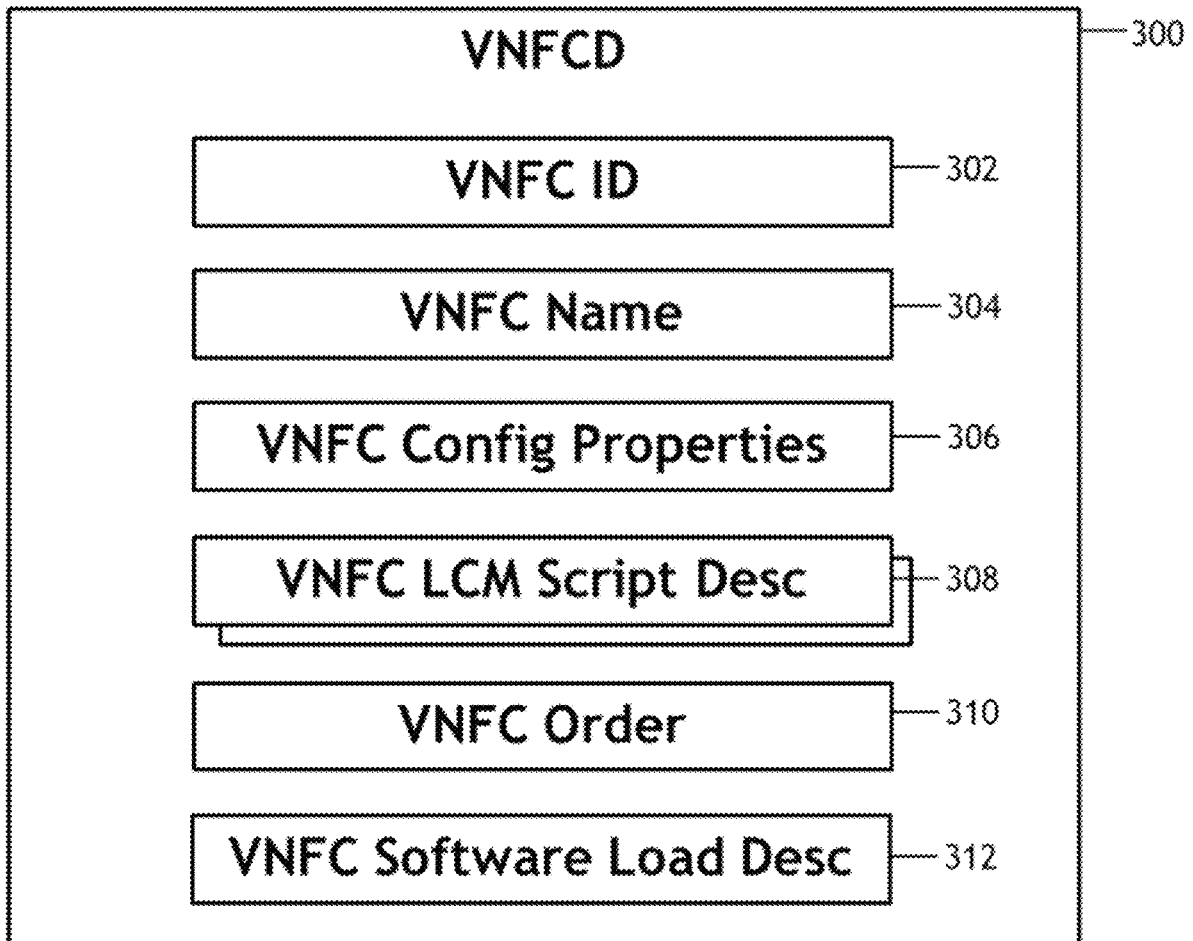 VNFCD
300
VNFC ID
302
VNFC Name
304
VNFC Config Properties
306
VNFC LCM Script Desc
308
VNFC Order
310
VNFC Software Load Desc
312